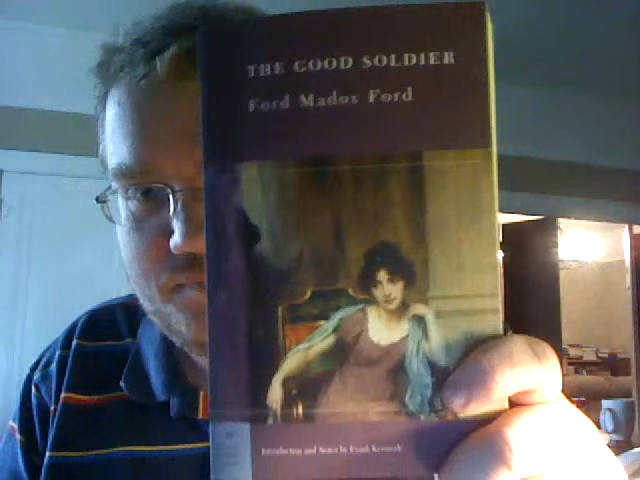 THE GOOD SOLDIER
Ford Madox Ford
Introduction and Notes by Frank Kermode